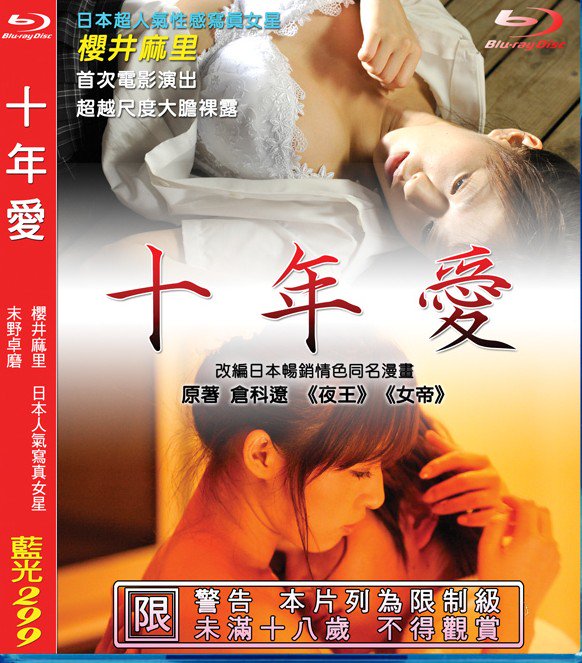 Blu-ray Disc
十年愛
櫻井麻里
末野卓磨
日本人氣寫真女星
藍光299
日本超人氣性感寫真女星
櫻井麻里
首次電影演出
超越尺度大膽裸露
Blu-ray Disc
十年愛
改編日本暢銷情色同名漫畫
原著 倉科遼 《夜王》《女帝》
限
警告 本片列為限制級
未滿十八歲 不得觀賞